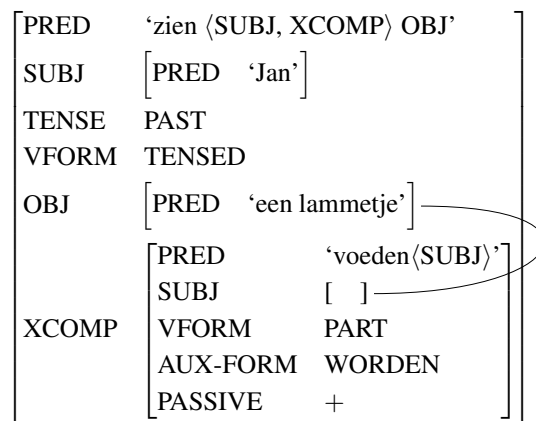 PRED ‘zien ⟨SUBJ, XCOMP⟩ OBJ’
SUBJ [PRED ‘Jan’]
TENSE PAST
VFORM TENSED
OBJ [PRED ‘een lammetje’]
PRED ‘voeden⟨SUBJ⟩’
SUBJ [ ]
XCOMP VFORM PART
AUX-FORM WORDEN
PASSIVE +